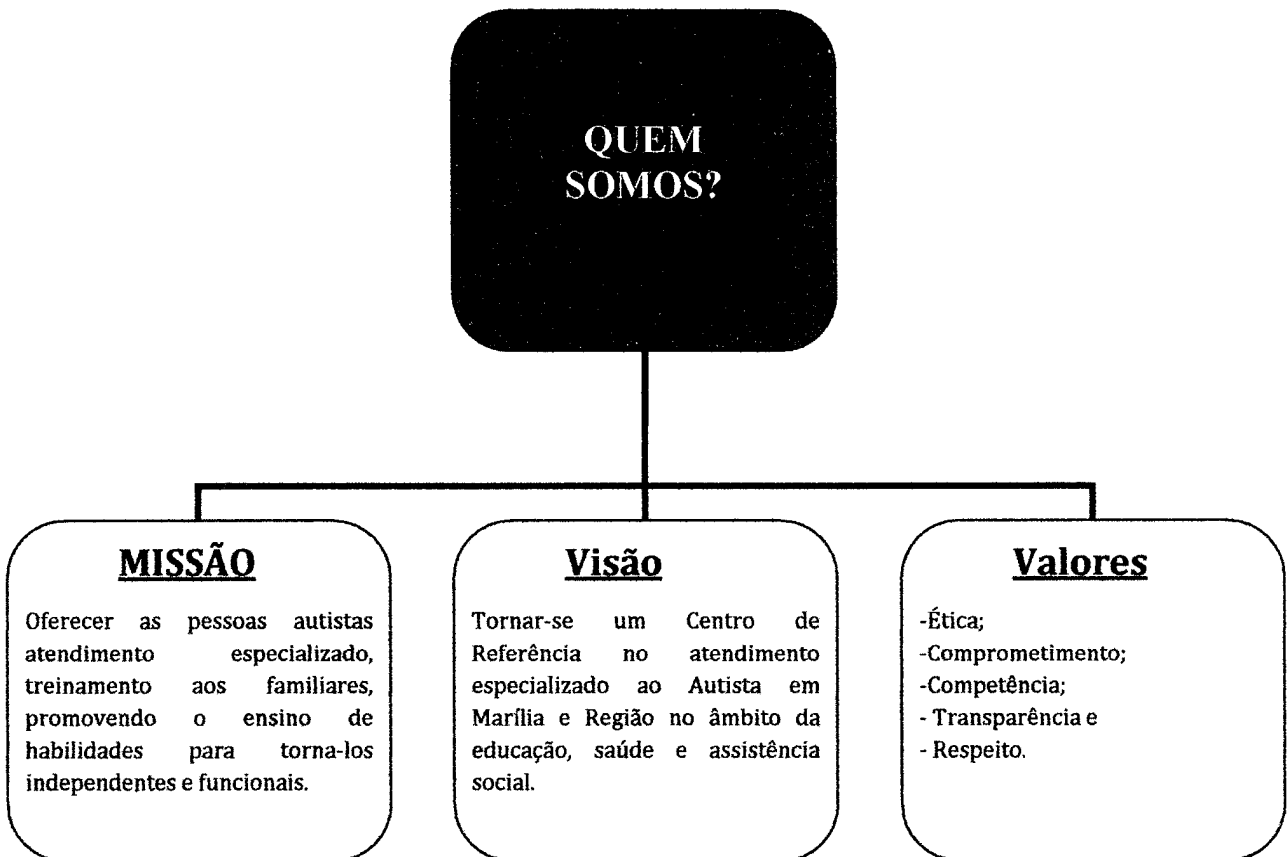 QUEM
SOMOS?
MISSÃO
Oferecer as pessoas autistas
atendimento especializado,
treinamento aos familiares,
promovendo o ensino de
habilidades para torna-los
independentes e funcionais.
Visão
Tornar-se um Centro de
Referência no atendimento
especializado ao Autista em
Marília e Região no âmbito da
educação, saúde e assistência
social.
Valores
-Ética;
-Comprometimento;
-Competência;
- Transparência e
- Respeito.